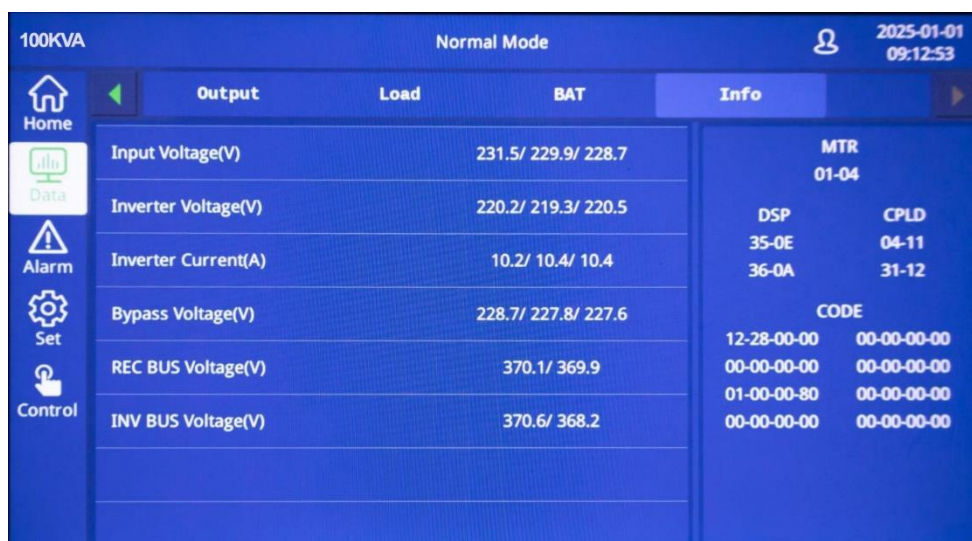 100KVA
Normal Mode
2025-01-01
09:12:53
Home
Data
Alarm
Set
Control
Output Load BAT Info
Input Voltage(V) 231.5/ 229.9/ 228.7
Inverter Voltage(V) 220.2/ 219.3/ 220.5
Inverter Current(A) 10.2/ 10.4/ 10.4
Bypass Voltage(V) 228.7/ 227.8/ 227.6
REC BUS Voltage(V) 370.1/ 369.9
INV BUS Voltage(V) 370.6/ 368.2
MTR
01-04
DSP CPLD
35-0E 04-11
36-0A 31-12
CODE
12-28-00-00 00-00-00-00
00-00-00-00 00-00-00-00
01-00-00-80 00-00-00-00
00-00-00-00 00-00-00-00